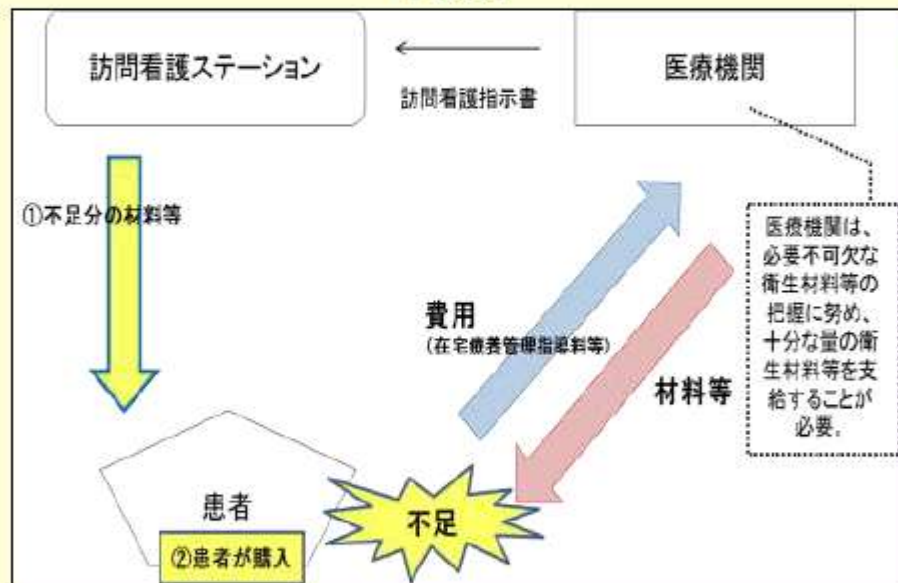 訪問看護ステーション
医療機関
訪問看護指示書
①不足分の材料等
医療機関は、
必要不可欠な
衛生材料等の
把握に努め、
十分な量の衛
生材料等を支
給することが
必要。
費用
(在宅療養管理指導料等)
材料等
患者
不足
②患者が購入